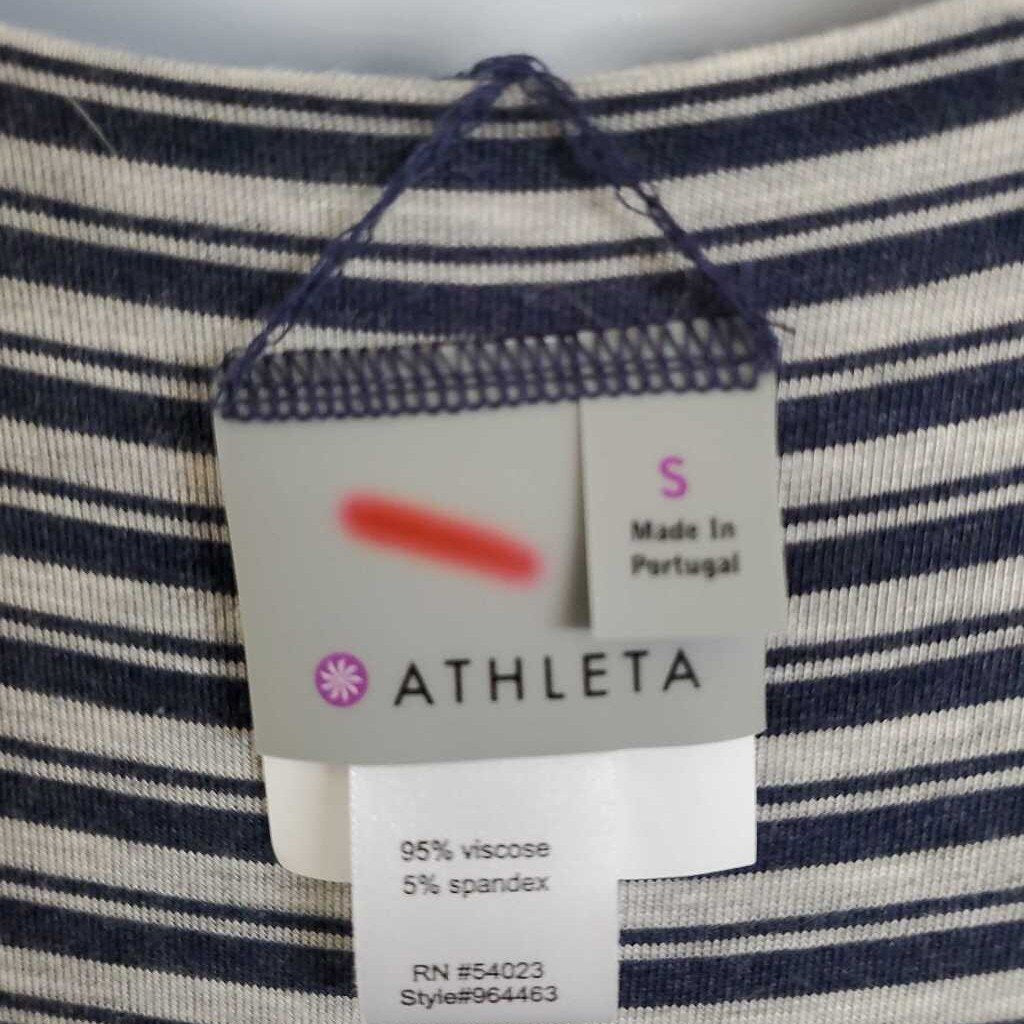 S
Made In
Portugal
ATHLETA
95% viscose
5% spandex
RN #54023
Style#964463